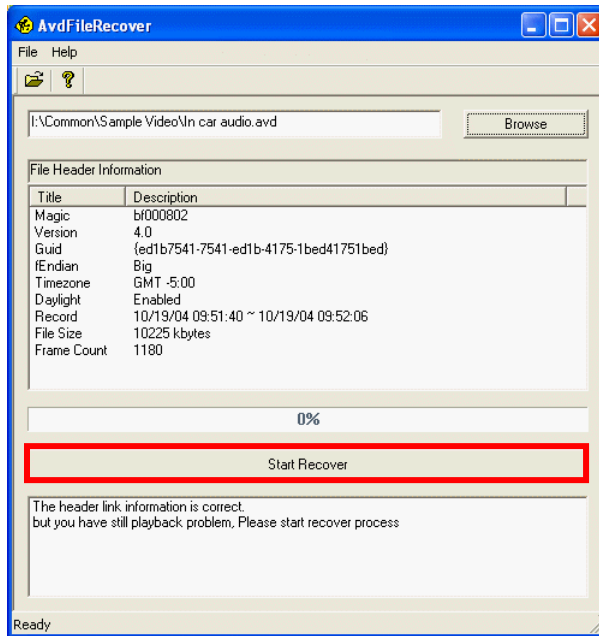 AvdFileRecover
File Help
I:\Common\Sample Video\In car audio.avd Browse
File Header Information
Title Description
Magic bf000802
Version 4.0
Guid {ed1b7541-7541-ed1b-4175-1bed41751bed}
fEndian Big
Timezone GMT -5:00
Daylight Enabled
Record 10/19/04 09:51:40 ~ 10/19/04 09:52:06
File Size 10225 kbytes
Frame Count 1180
0%
Start Recover
The header link information is correct.
but you have still playback problem, Please start recover process
Ready